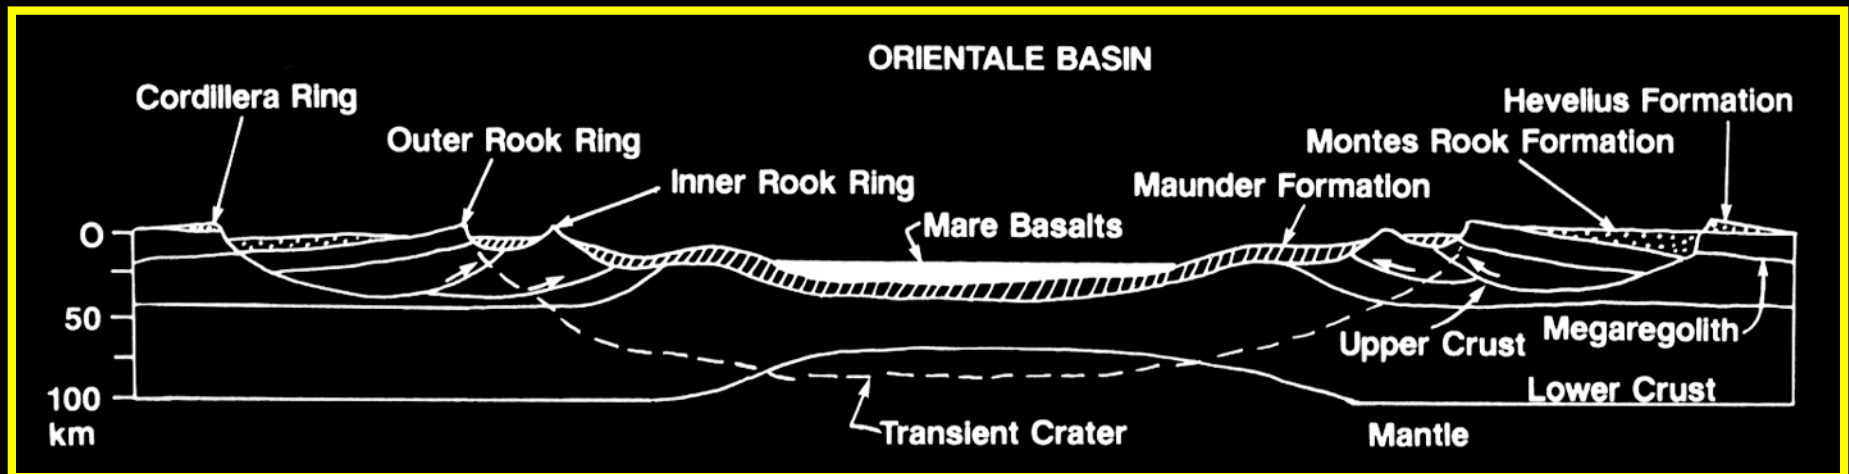 ORIENTALE BASIN
Cordillera Ring
Hevelius Formation
Outer Rook Ring
Montes Rook Formation
Inner Rook Ring
Maunder Formation
Mare Basalts
0
50
Megaregolith
Upper Crust
Lower Crust
100
km
Transient Crater
Mantle